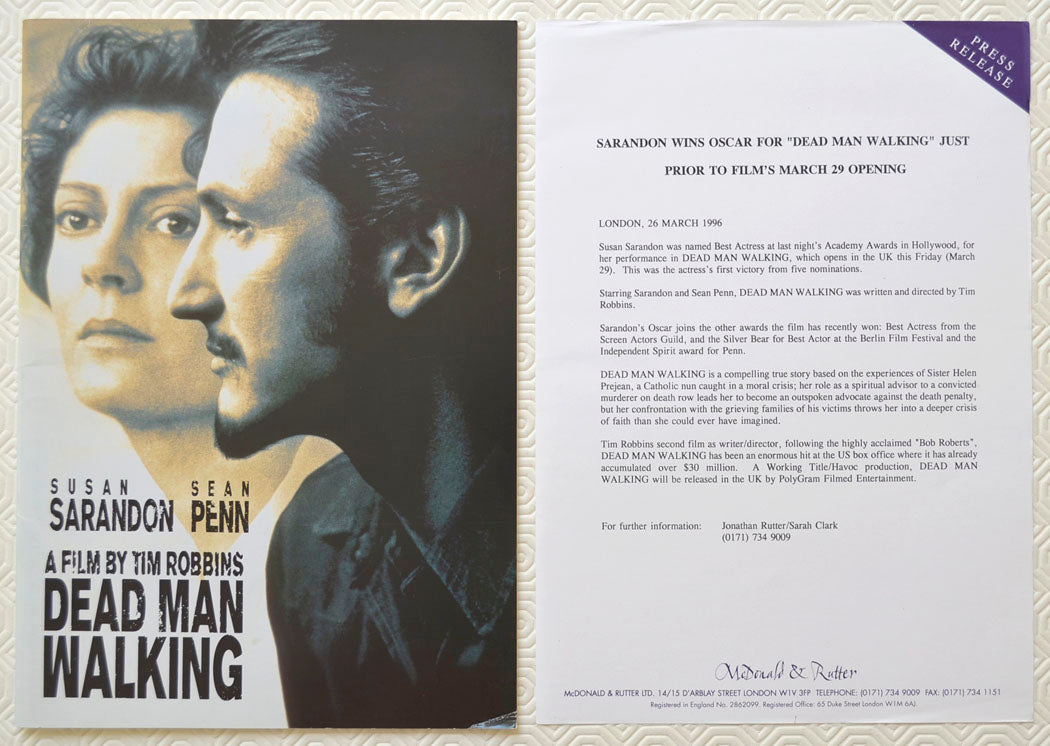 SUSAN SEAN
SARANDON PENN
A FILM BY TIM ROBBINS
DEAD MAN
WALKING
PRESS
RELEASE
SARANDON WINS OSCAR FOR "DEAD MAN WALKING" JUST
PRIOR TO FILM'S MARCH 29 OPENING
LONDON, 26 MARCH 1996
Susan Sarandon was named Best Actress at last night's Academy Awards in Hollywood, for
her performance in DEAD MAN WALKING, which opens in the UK this Friday (March
29). This was the actress's first victory from five nominations.
Starring Sarandon and Sean Penn, DEAD MAN WALKING was written and directed by Tim
Robbins.
Sarandon's Oscar joins the other awards the film has recently won: Best Actress from the
Screen Actors Guild, and the Silver Bear for Best Actor at the Berlin Film Festival and the
Independent Spirit award for Penn.
DEAD MAN WALKING is a compelling true story based on the experiences of Sister Helen
Prejean, a Catholic nun caught in a moral crisis; her role as a spiritual advisor to a convicted
murderer on death row leads her to become an outspoken advocate against the death penalty,
but her confrontation with the grieving families of his victims throws her into a deeper crisis
of faith than she could ever have imagined.
Tim Robbins second film as writer/director, following the highly acclaimed "Bob Roberts",
DEAD MAN WALKING has been an enormous hit at the US box office where it has already
accumulated over $30 million. A Working Title/Havoc production, DEAD MAN
WALKING will be released in the UK by PolyGram Filmed Entertainment.
For further information: Jonathan Rutter/Sarah Clark
(0171) 734 9009
McDonald & Rutter
McDONALD & RUTTER LTD. 14/15 D'ARBLAY STREET LONDON W1V 3FP TELEPHONE: (0171) 734 9009 FAX: (0171) 734 1151
Registered in England No. 2862099. Registered Office: 65 Duke Street London W1M 6AJ.